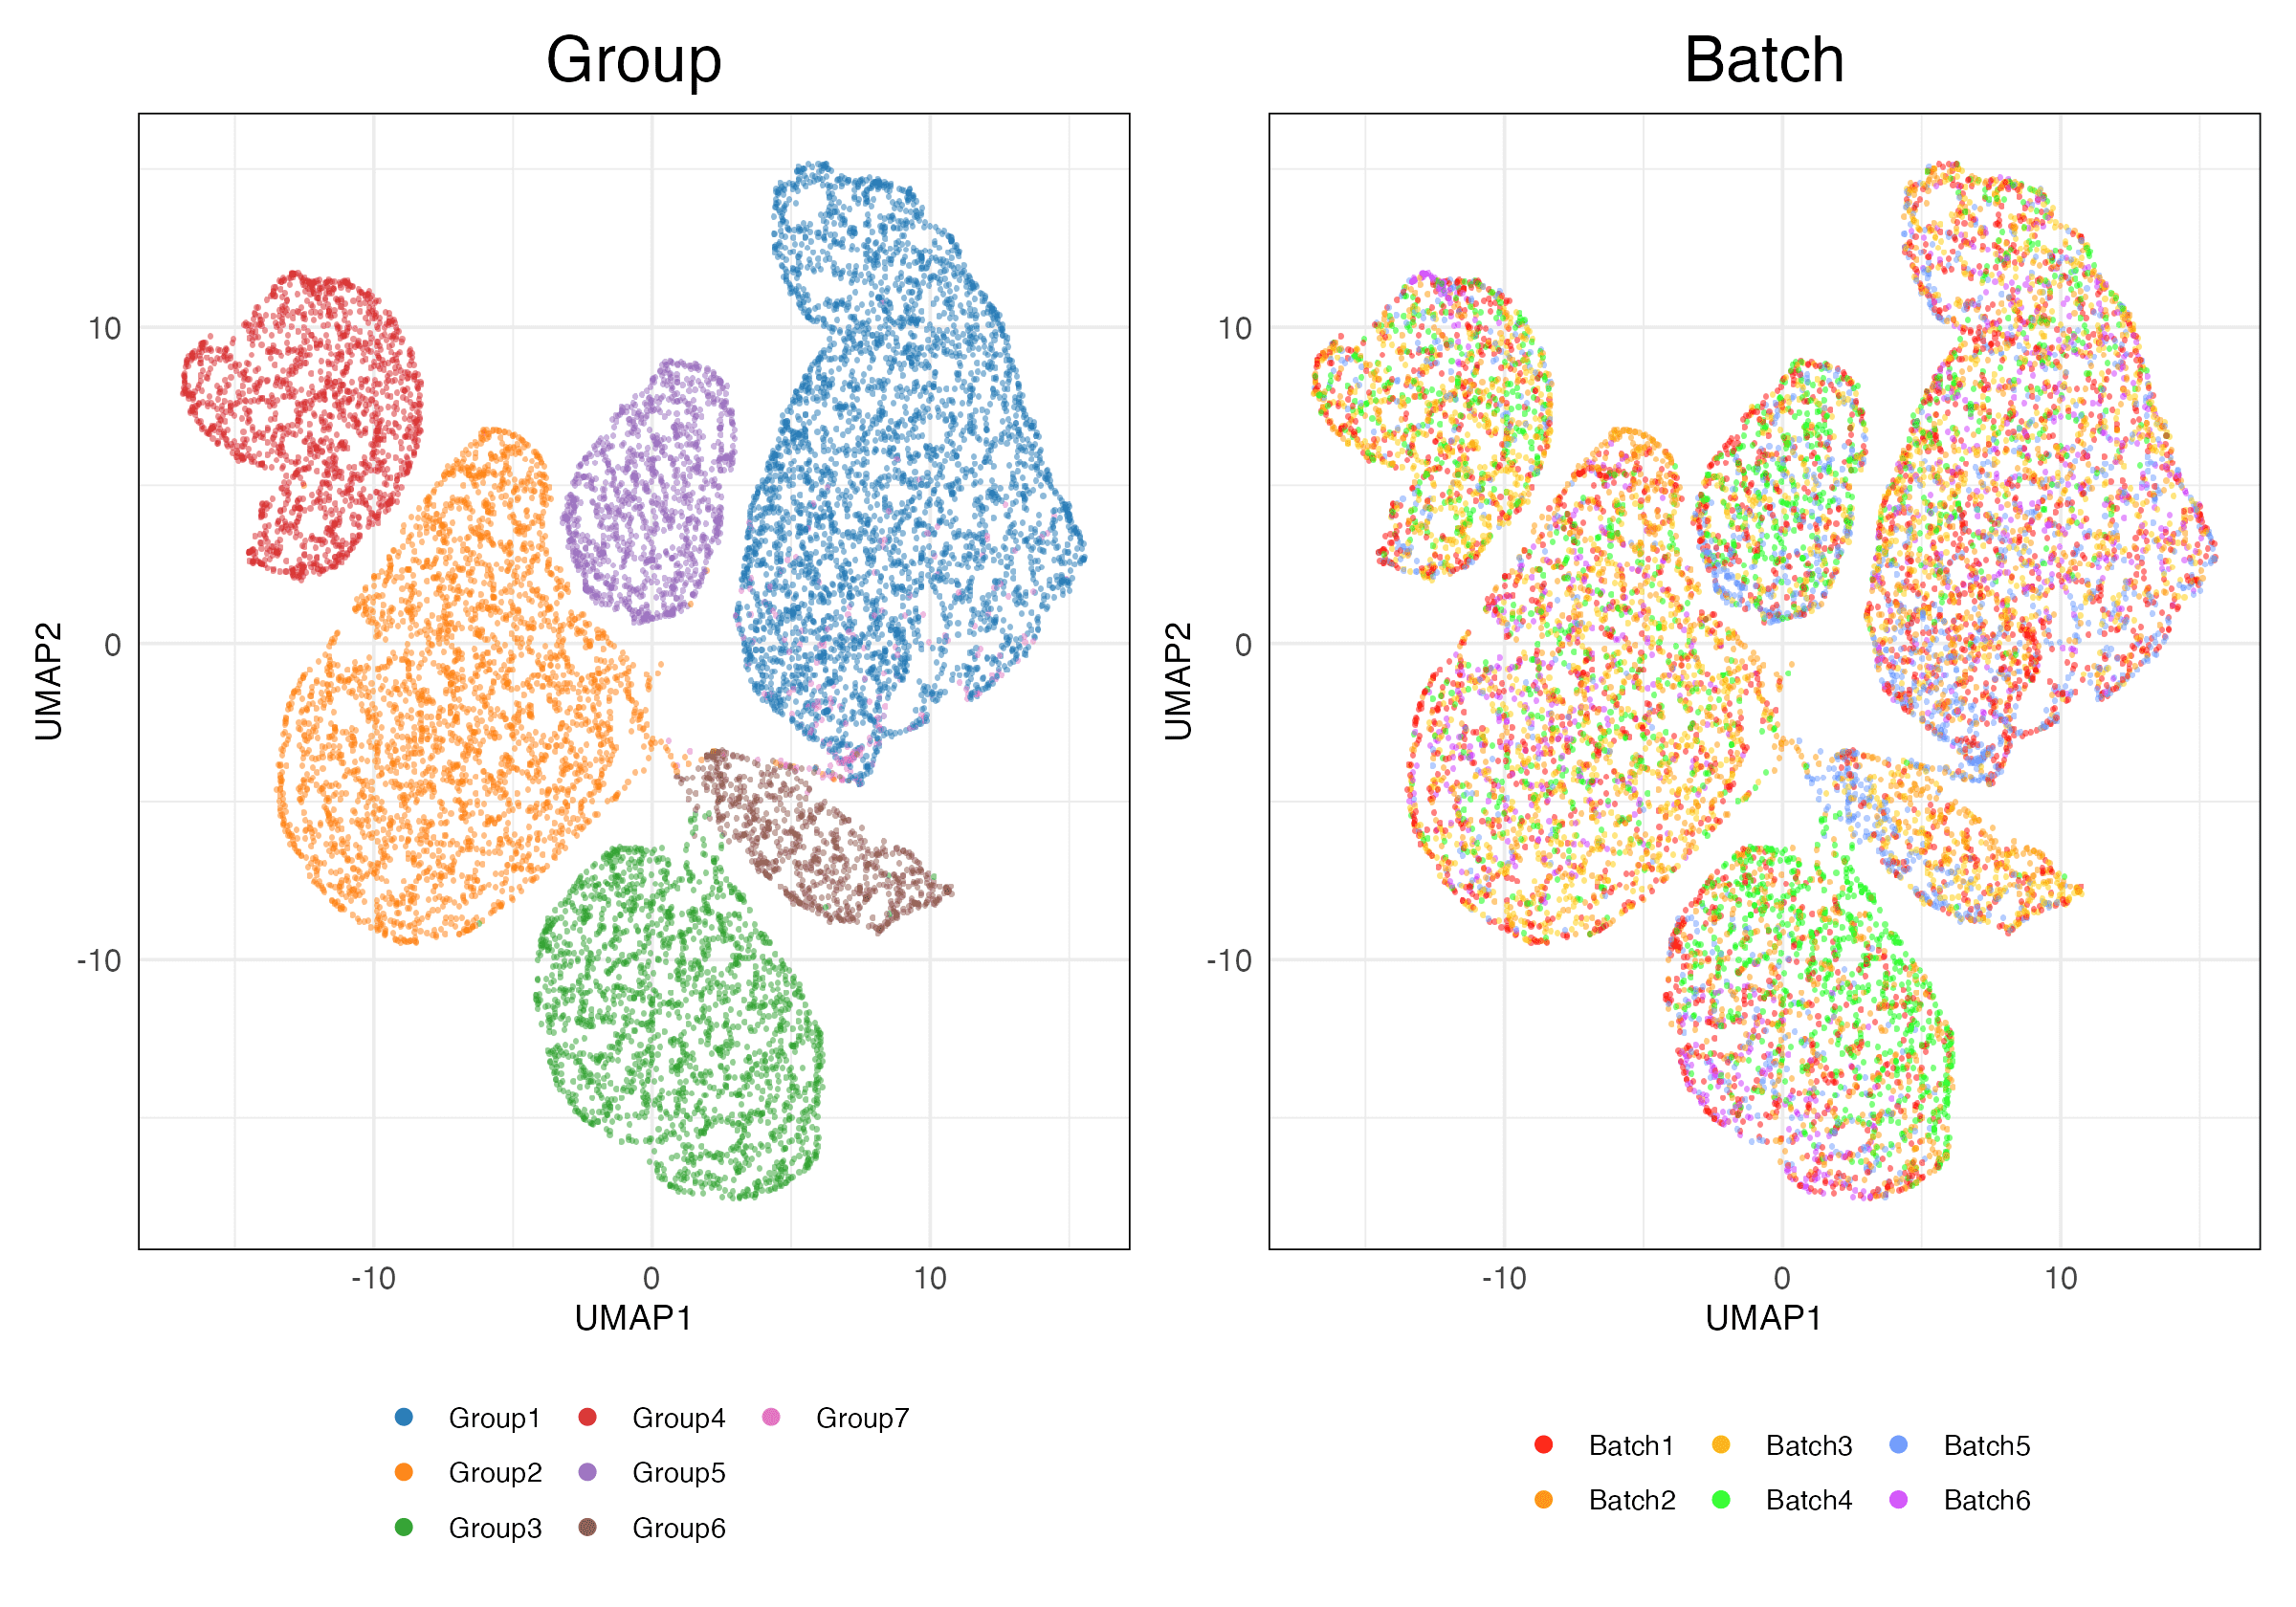 Group
UMAP2
10
0
-10
-10 0 10
UMAP1
Group1 Group4 Group7
Group2 Group5
Group3 Group6
Batch
UMAP2
10
0
-10
-10 0 10
UMAP1
Batch1 Batch3 Batch5
Batch2 Batch4 Batch6